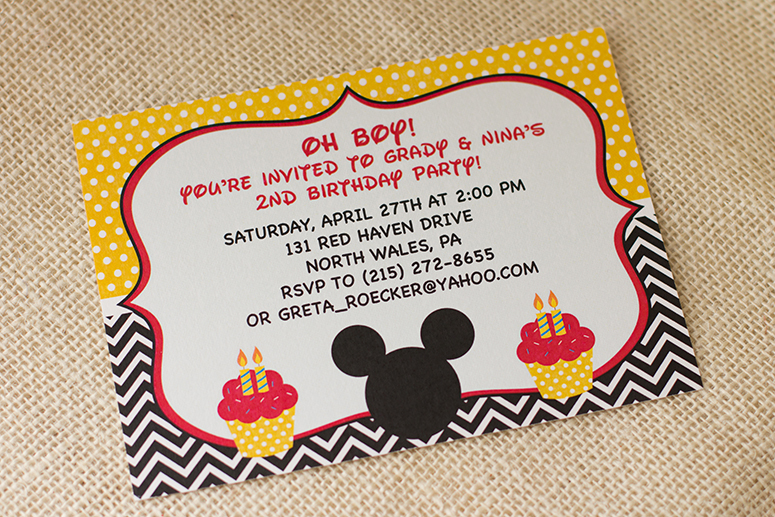 OH BOY!
YOU'RE INVITED TO GRADY & NINA'S
2ND BIRTHDAY PARTY!
SATURDAY, APRIL 27TH AT 2:00 PM
131 RED HAVEN DRIVE
NORTH WALES, PA
RSVP TO (215) 272-8655
OR GRETA_ROECKER@YAHOO.COM